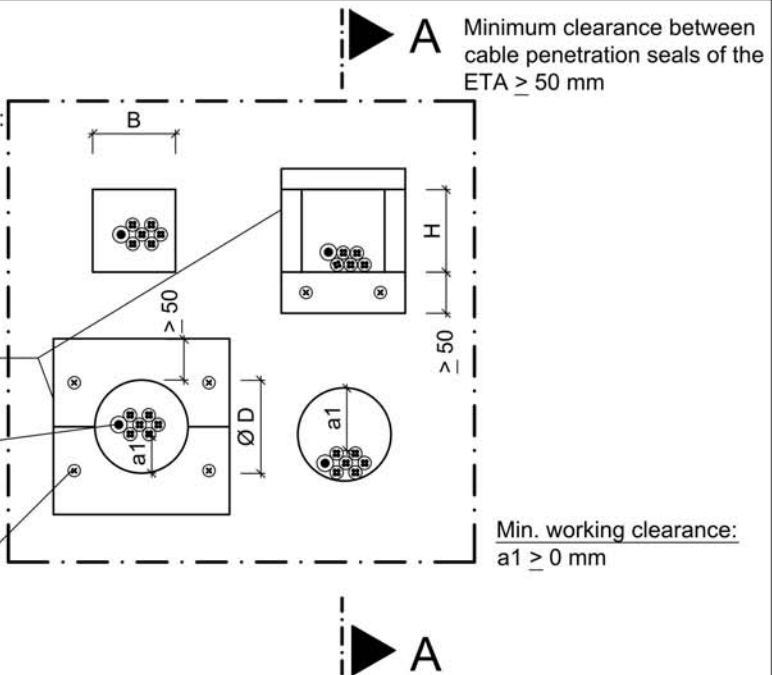 A
Minimum clearance between
cable penetration seals of the
ETA ≥ 50 mm
:
B
H
≥ 50
≥ 50
Ø D
a1
a1
Min. working clearance:
a1 ≥ 0 mm
A